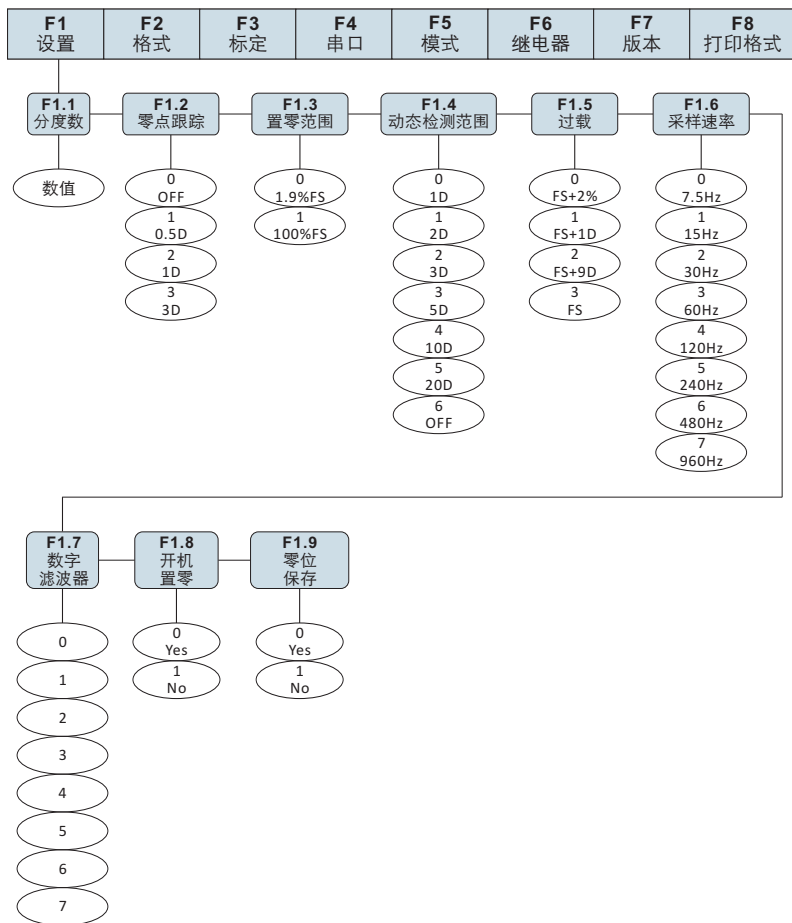 F1 F2 F3 F4 F5 F6 F7 F8
设置 格式 标定 串口 模式 继电器 版本 打印格式
F1.1
分度数
数值
F1.2
零点跟踪
0
OFF
1
0.5D
2
1D
3
3D
F1.3
置零范围
0
1.9%FS
1
100%FS
F1.4
动态检测范围
0
1D
1
2D
2
3D
3
5D
4
10D
5
20D
6
OFF
F1.5
过载
0
FS+2%
1
FS+1D
2
FS+9D
3
FS
F1.6
采样速率
0
7.5Hz
1
15Hz
2
30Hz
3
60Hz
4
120Hz
5
240Hz
6
480Hz
7
960Hz
F1.7
数字
滤波器
0
1
2
3
4
5
6
7
F1.8
开机
置零
0
Yes
1
No
F1.9
零位
保存
0
Yes
1
No